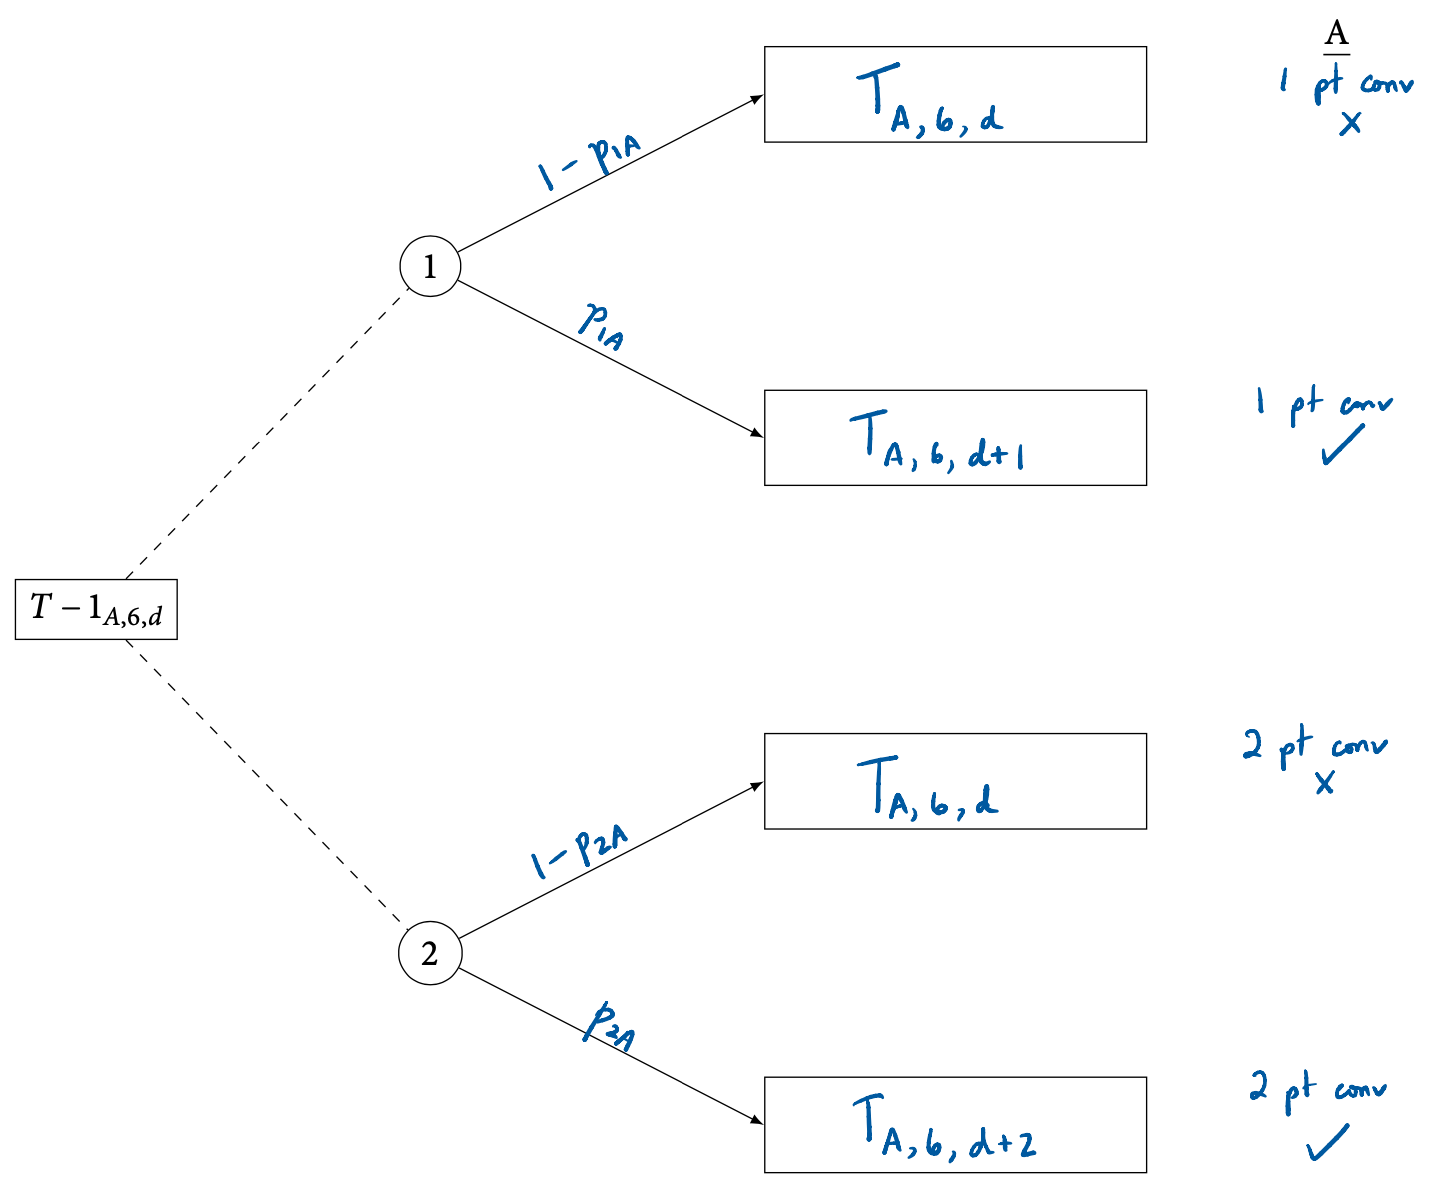 A
T_{A, 6, d}
1 pt conv
X
1 - p_{1A}
1
p_{1A}
T_{A, 6, d+1}
1 pt conv
✓
T - 1_{A,6,d}
T_{A, 6, d}
2 pt conv
X
1 - p_{2A}
2
p_{2A}
T_{A, 6, d+2}
2 pt conv
✓